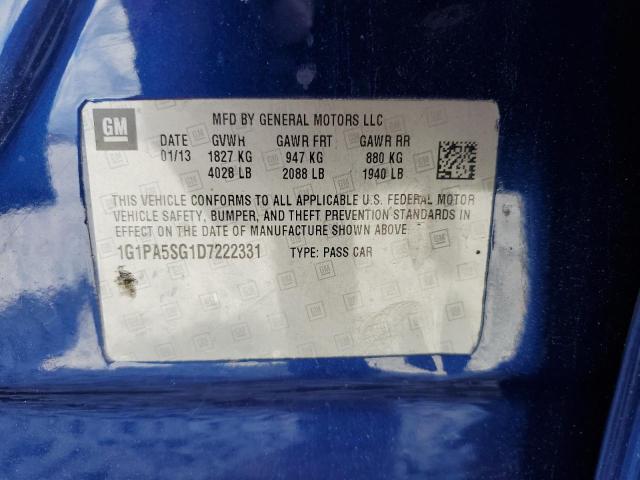 GM
MFD BY GENERAL MOTORS LLC
DATE GVWR GAWR FRT GAWR RR
01/13 1827 KG 947 KG 880 KG
4028 LB 2088 LB 1940 LB
THIS VEHICLE CONFORMS TO ALL APPLICABLE U.S. FEDERAL MOTOR
VEHICLE SAFETY, BUMPER, AND THEFT PREVENTION STANDARDS IN
EFFECT ON THE DATE OF MANUFACTURE SHOWN ABOVE.
1G1PA5SG1D7222331 TYPE: PASS CAR